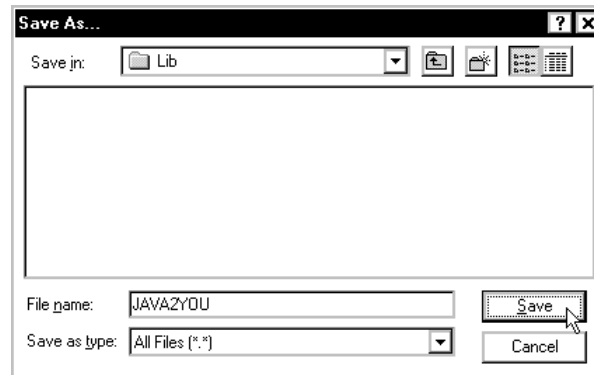 Save As...
Save in: Lib
File name: JAVA2YOU Save
Save as type: All Files (*.*) Cancel